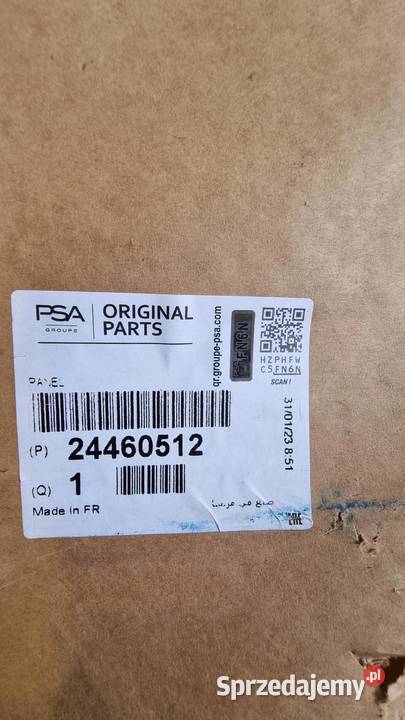 PSA
GROUPE
ORIGINAL
PARTS
qr.groupe-psa.com
FN6N
HZPHFW
C5FN6N
SCAN!
PANEL
31/01/23 8:51
(P) 24460512
(Q) 1
Made in FR
صنع في فرنسا
EAC
Sprzedajemy.pl